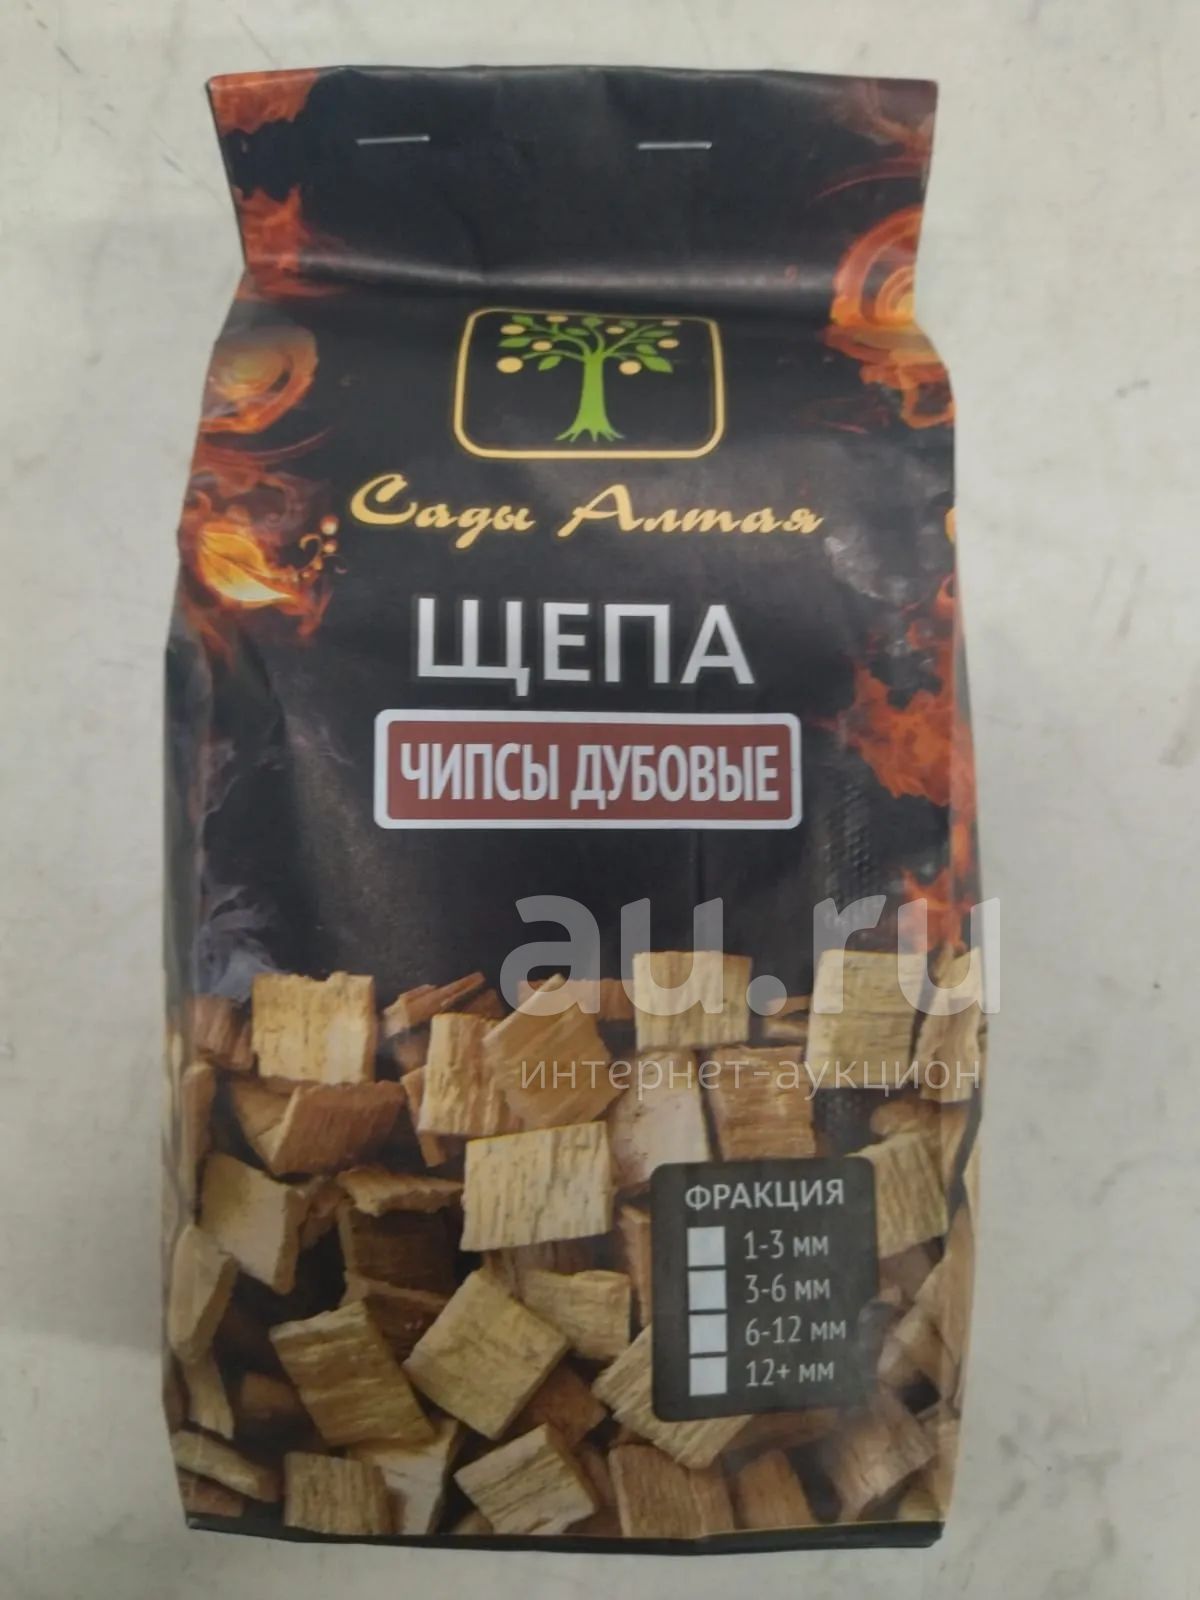 Сады Алтая
ЩЕПА
ЧИПСЫ ДУБОВЫЕ
au.ru
интернет-аукцион
ФРАКЦИЯ
1-3 мм
3-6 мм
6-12 мм
12+ мм